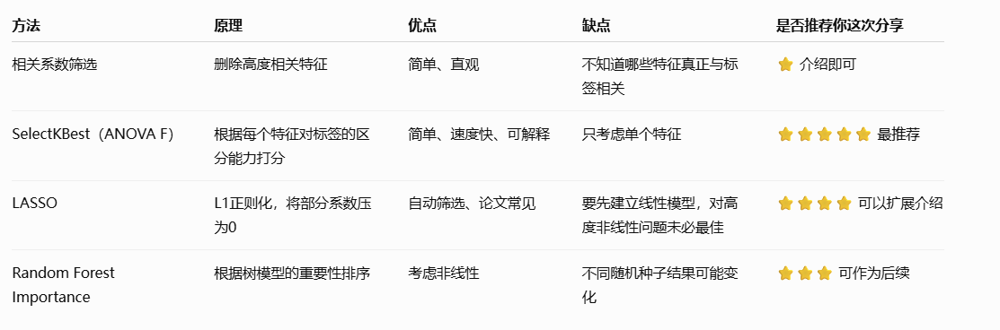 方法 原理 优点 缺点 是否推荐你这次分享
相关系数筛选 删除高度相关特征 简单、直观 不知道哪些特征真正与标 ⭐ 介绍即可
签相关
SelectKBest（ANOVA F） 根据每个特征对标签的区 简单、速度快、可解释 只考虑单个特征 ⭐⭐⭐⭐⭐ 最推荐
分能力打分
LASSO L1正则化，将部分系数压 自动筛选、论文常见 要先建立线性模型，对高 ⭐⭐⭐⭐ 可以扩展介绍
为0 度非线性问题未必最佳
Random Forest 根据树模型的重要性排序 考虑非线性 不同随机种子结果可能变 ⭐⭐⭐ 可作为后续
Importance 化